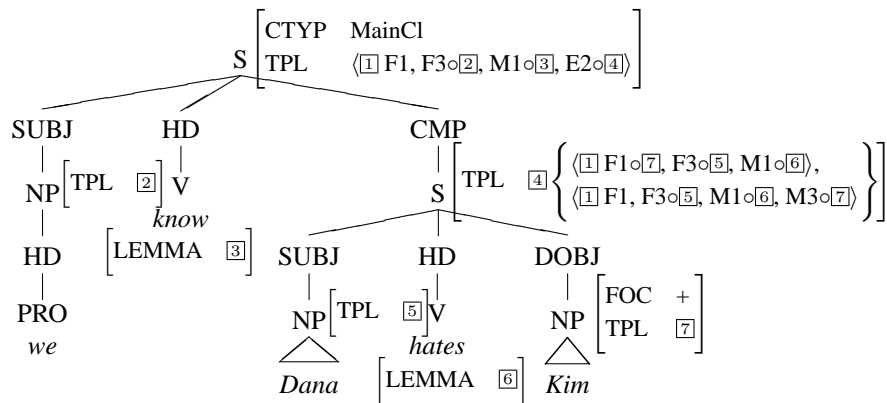 CTYP MainCl
S TPL ⟨[1] F1, F3∘[2], M1∘[3], E2∘[4]⟩
SUBJ HD CMP
NP [TPL [2]] V S [TPL [4] {⟨[1] F1∘[7], F3∘[5], M1∘[6]⟩,
⟨[1] F1, F3∘[5], M1∘[6], M3∘[7]⟩}]
know
HD [LEMMA [3]] SUBJ HD DOBJ
PRO NP [TPL [5]] V NP [FOC +
TPL [7]]
we hates
Dana [LEMMA [6]] Kim